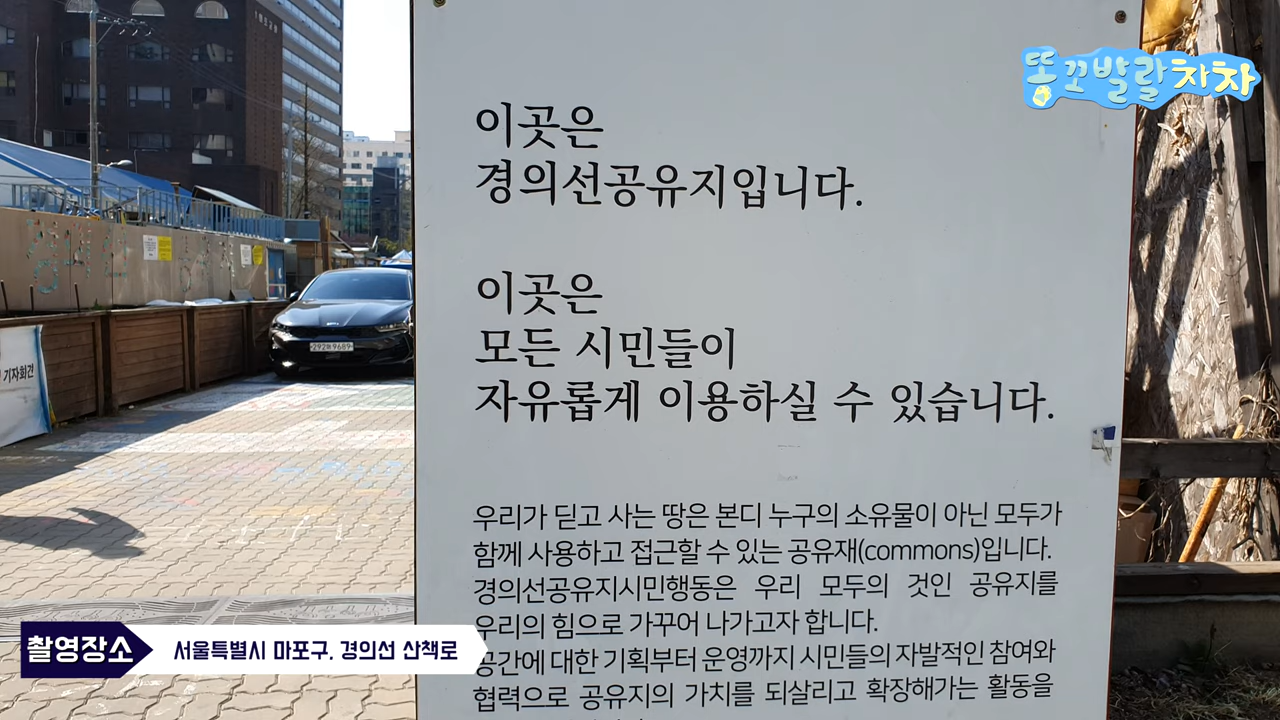 똥꼬발랄차차
이곳은
경의선공유지입니다.
이곳은
모든 시민들이
자유롭게 이용하실 수 있습니다.
우리가 딛고 사는 땅은 본디 누구의 소유물이 아닌 모두가
함께 사용하고 접근할 수 있는 공유재(commons)입니다.
경의선공유지시민행동은 우리 모두의 것인 공유지를
우리의 힘으로 가꾸어 나가고자 합니다.
공간에 대한 기획부터 운영까지 시민들의 자발적인 참여와
협력으로 공유지의 가치를 되살리고 확장해가는 활동을
기자회견
촬영장소
서울특별시 마포구, 경의선 산책로